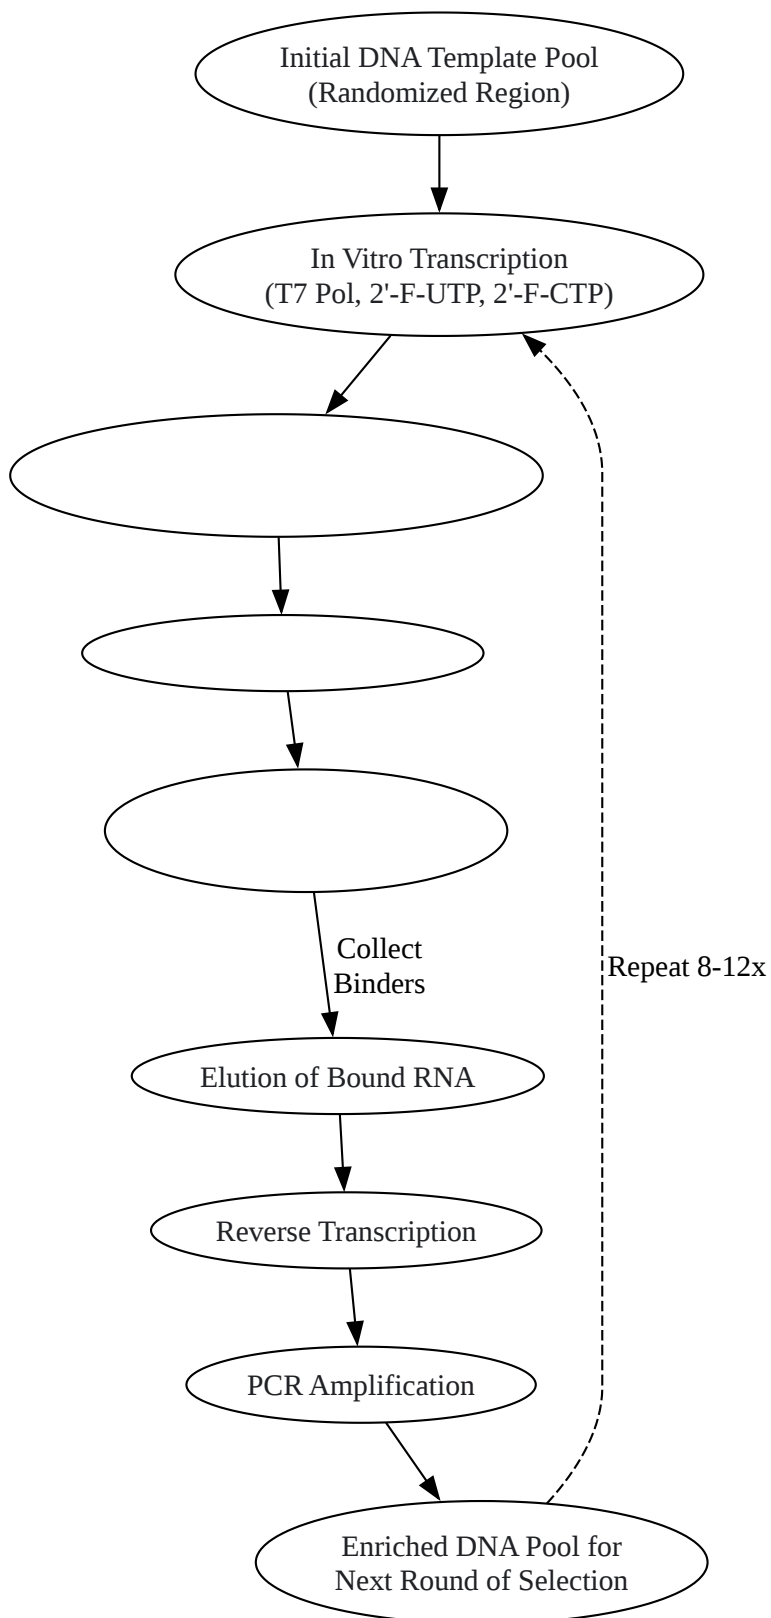 Initial DNA Template Pool
(Randomized Region)
In Vitro Transcription
(T7 Pol, 2'-F-UTP, 2'-F-CTP)
Collect
Binders
Repeat 8-12x
Elution of Bound RNA
Reverse Transcription
PCR Amplification
Enriched DNA Pool for
Next Round of Selection